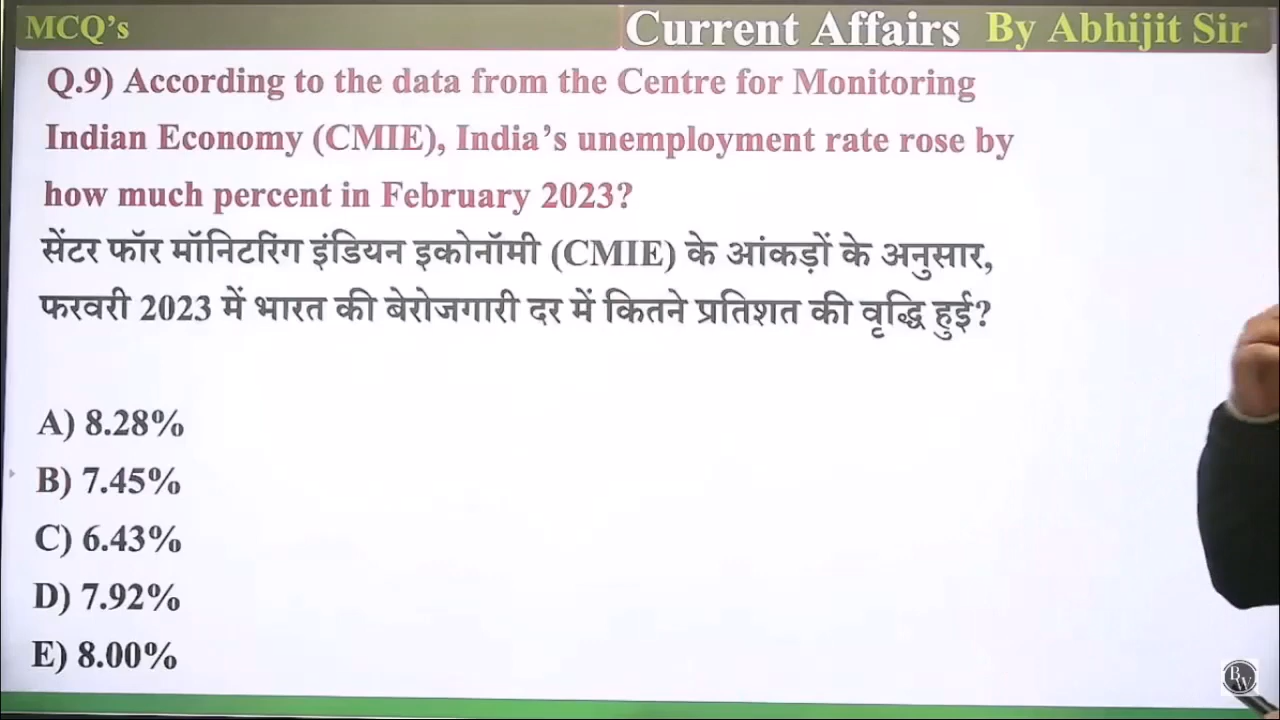 MCQ's
Current Affairs By Abhijit Sir
Q.9) According to the data from the Centre for Monitoring
Indian Economy (CMIE), India's unemployment rate rose by
how much percent in February 2023?
सेंटर फॉर मॉनिटरिंग इंडियन इकोनॉमी (CMIE) के आंकड़ों के अनुसार,
फरवरी 2023 में भारत की बेरोजगारी दर में कितने प्रतिशत की वृद्धि हुई?
A) 8.28%
B) 7.45%
C) 6.43%
D) 7.92%
E) 8.00%
BW